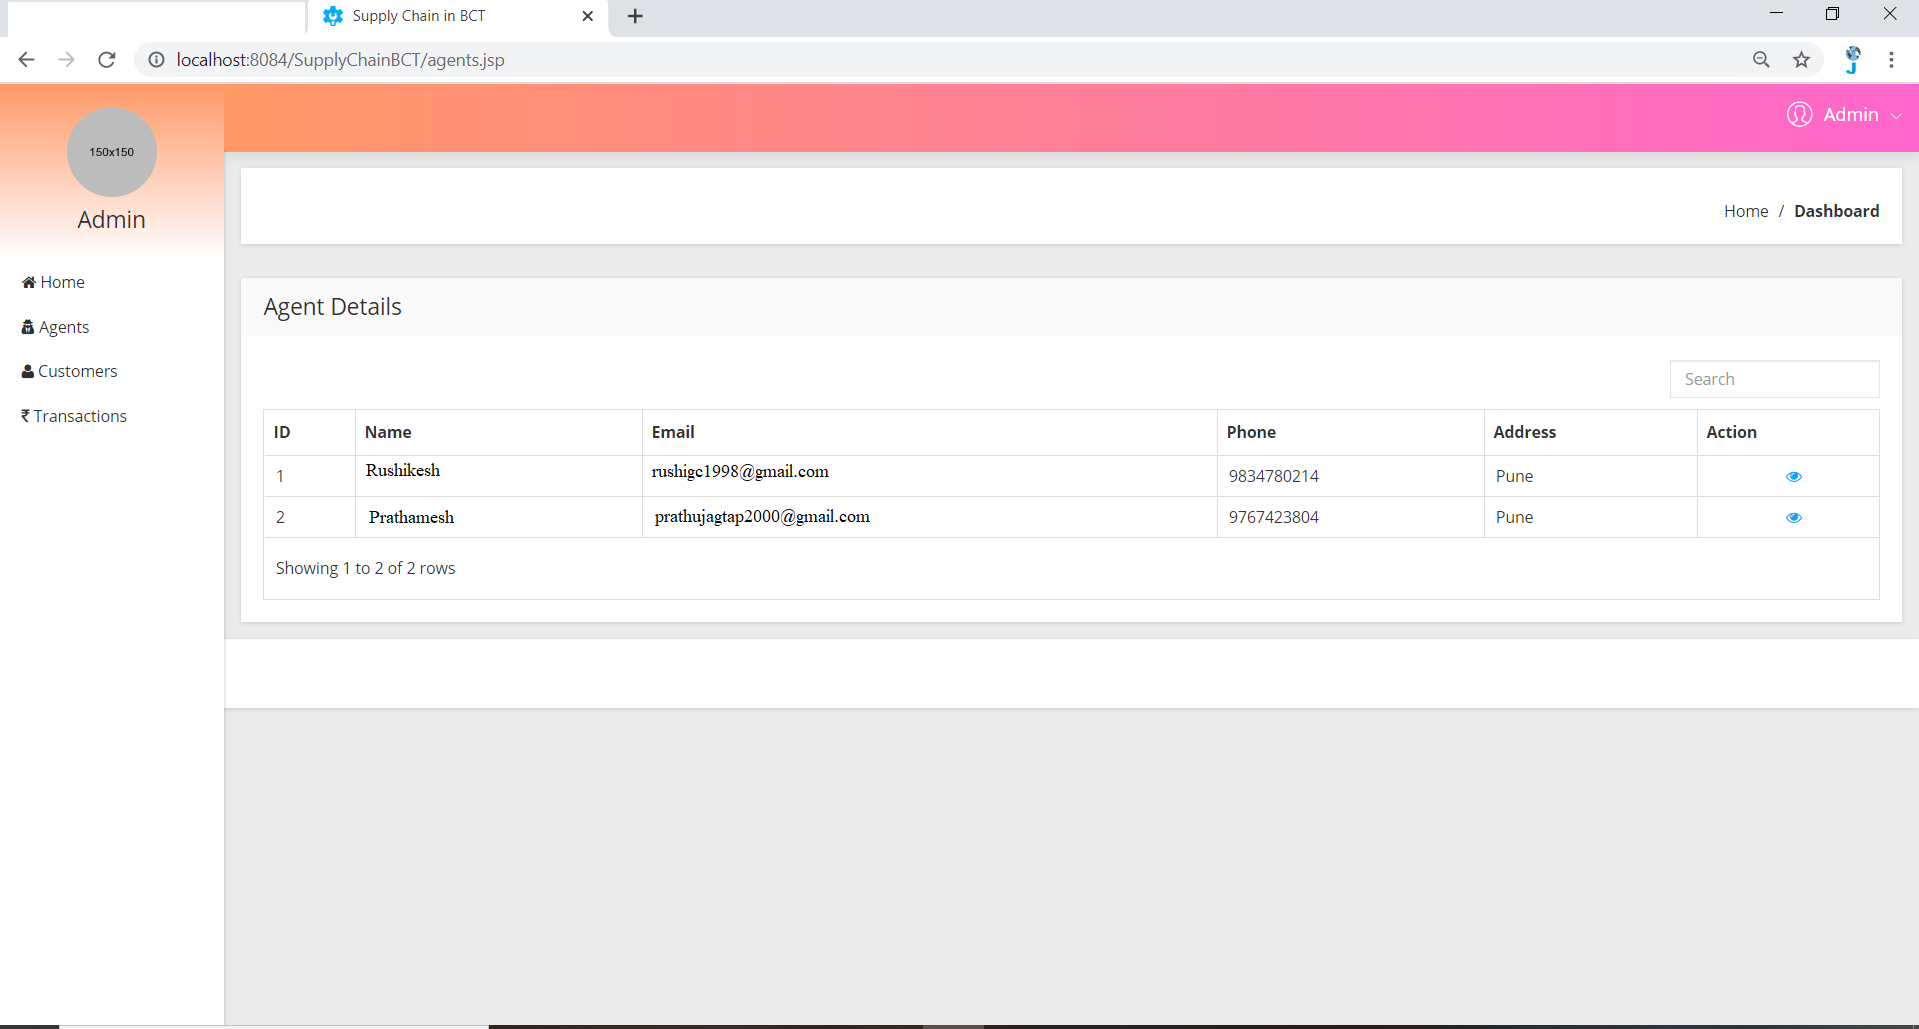 Supply Chain in BCT
localhost:8084/SupplyChainBCT/agents.jsp
Admin
150x150
Admin
Home / Dashboard
Home
Agents
Customers
₹ Transactions
Agent Details
Search
ID Name Email Phone Address Action
1 Rushikesh rushigc1998@gmail.com 9834780214 Pune
2 Prathamesh prathujagtap2000@gmail.com 9767423804 Pune
Showing 1 to 2 of 2 rows